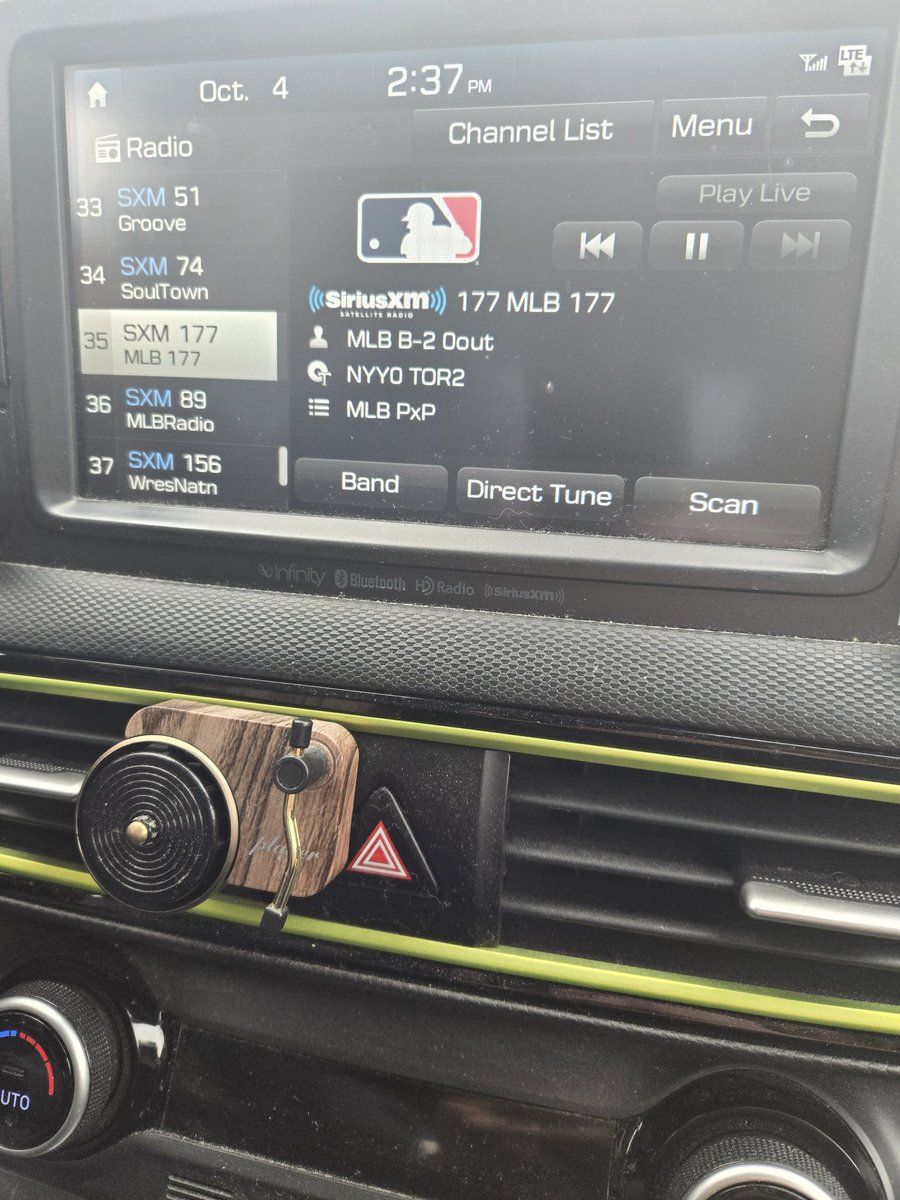 Oct. 4
2:37 PM
LTE
Radio
Channel List
Menu
33
SXM 51
Groove
34
SXM 74
SoulTown
35
SXM 177
MLB 177
36
SXM 89
MLBRadio
37
SXM 156
WresNatn
Play Live
((SiriusXM)) 177 MLB 177
SATELLITE RADIO
MLB B-2 0out
NYY0 TOR2
MLB PxP
Band
Direct Tune
Scan
Infinity Bluetooth HD Radio ((SiriusXM))
player
UTO